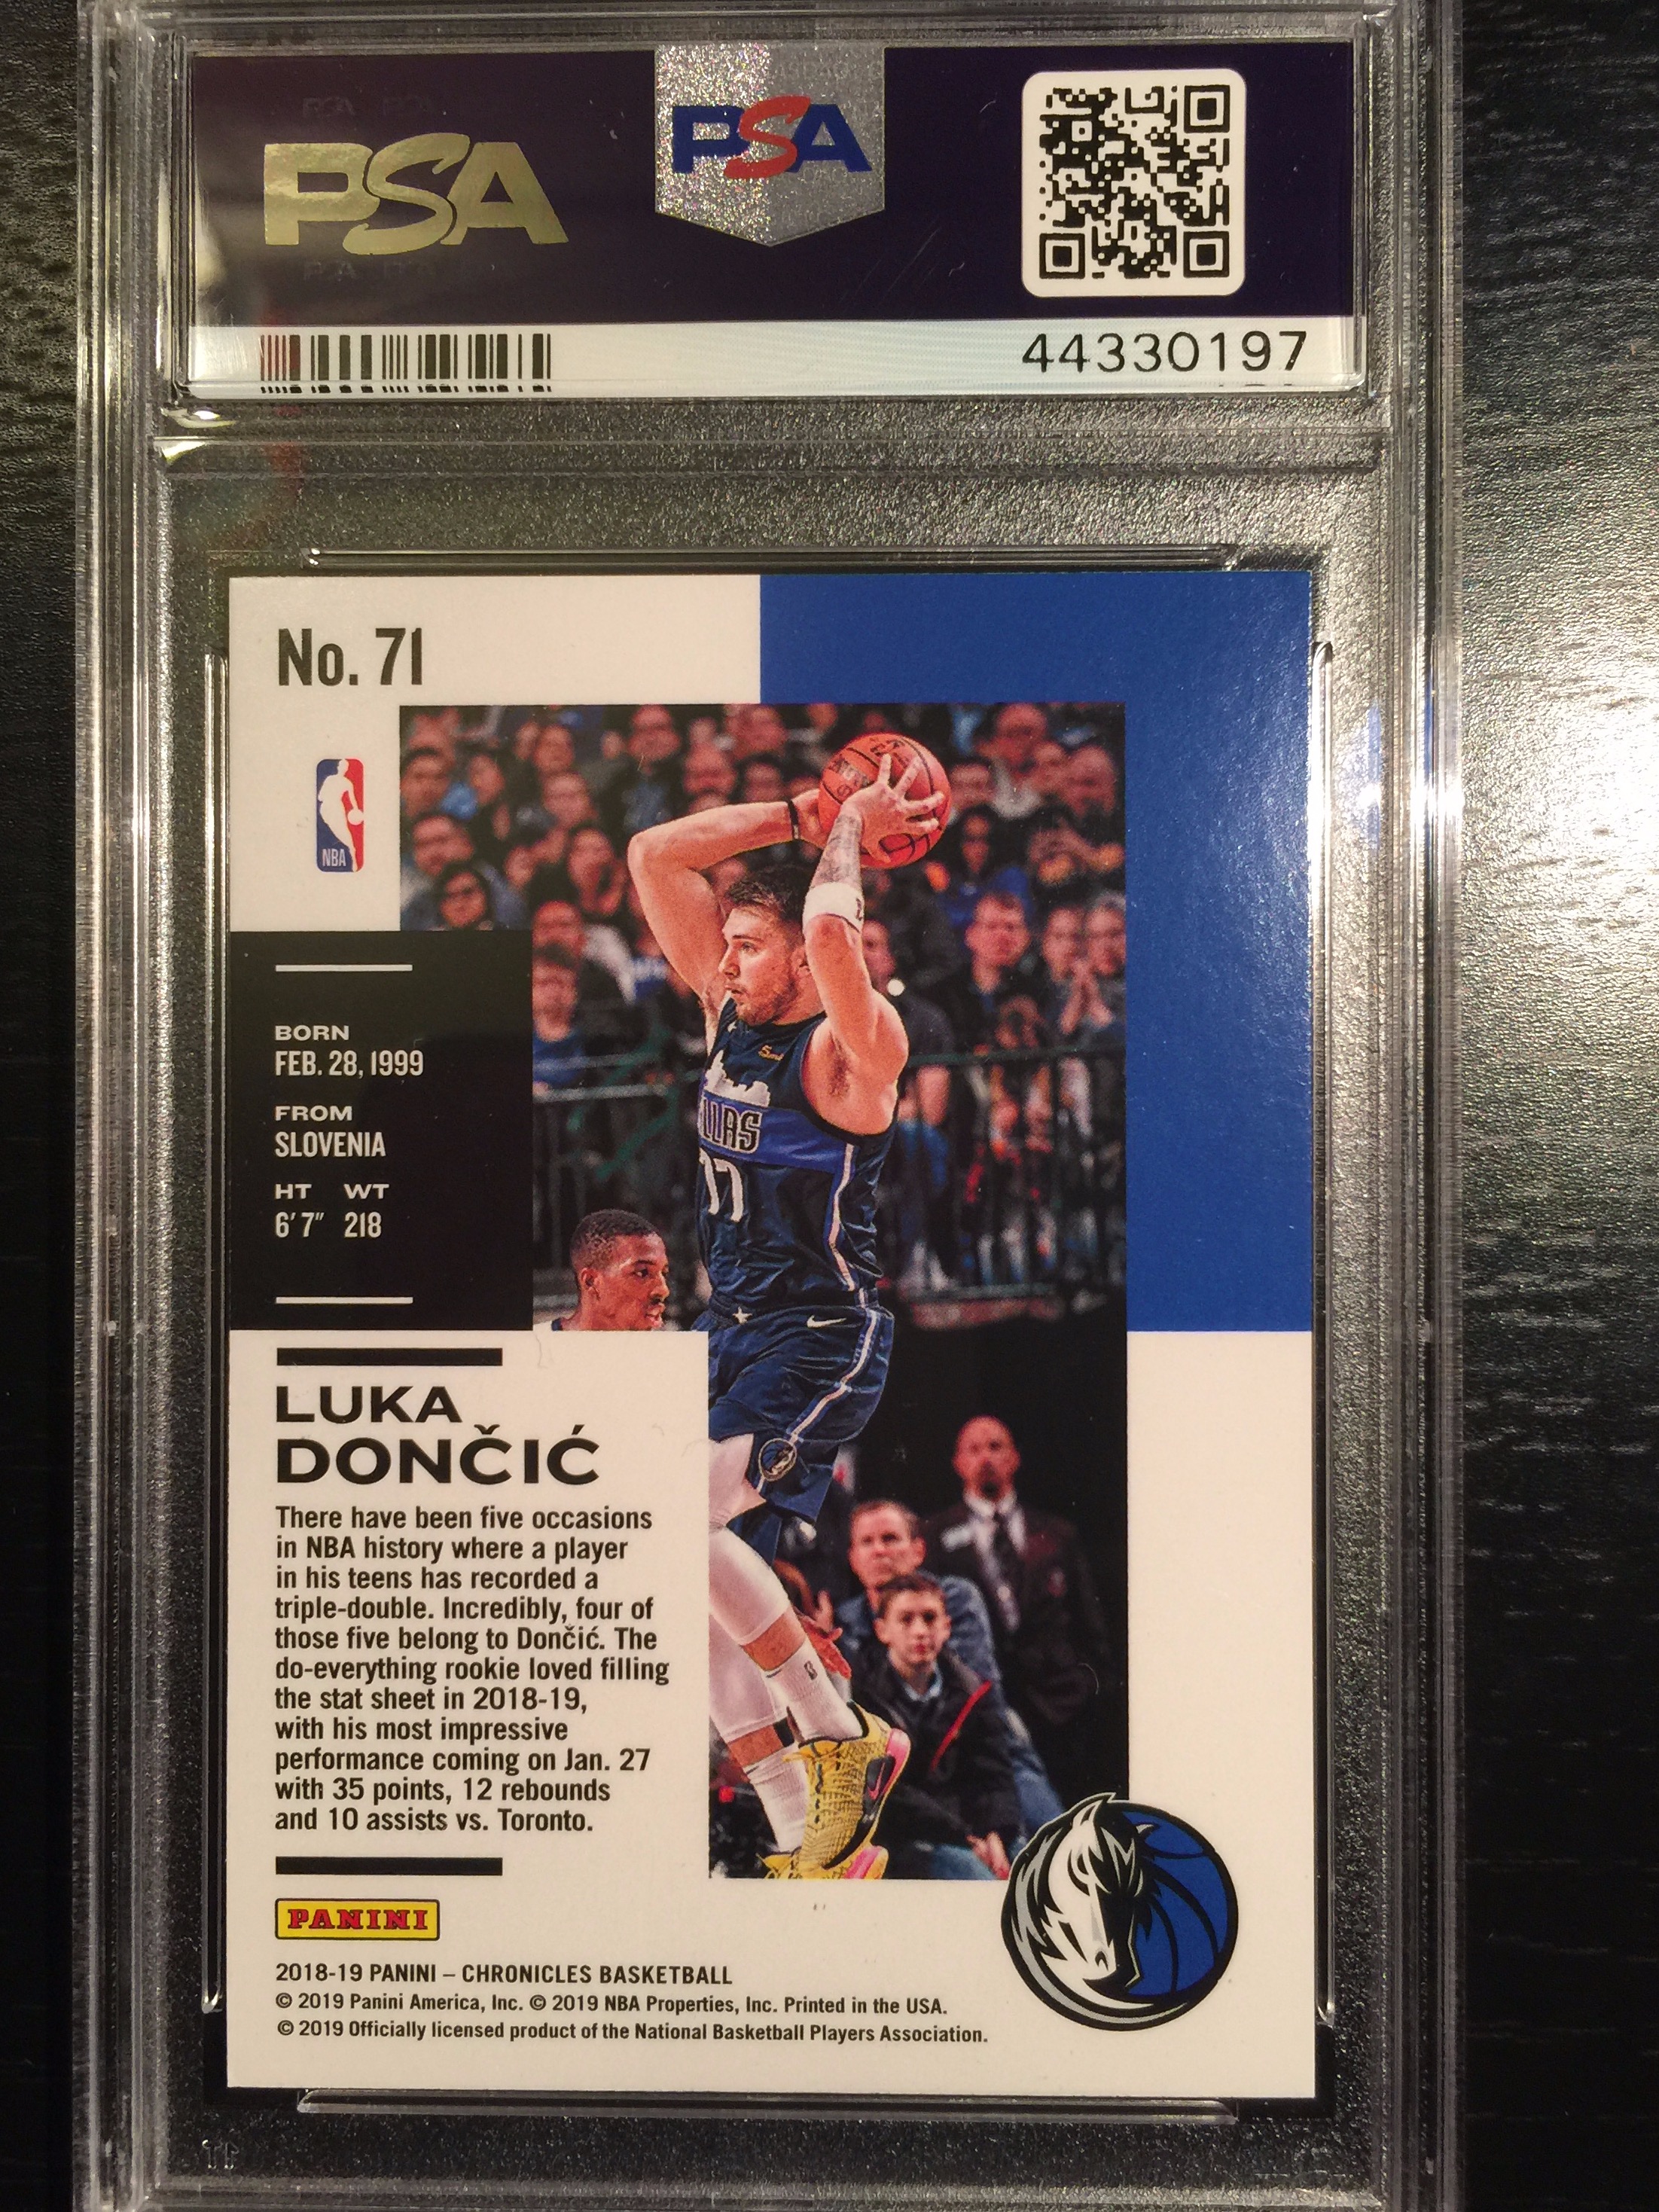 PSA
PSA
44330197
No. 71
NBA
BORN
FEB. 28, 1999
FROM
SLOVENIA
HT WT
6'7" 218
LLAS
77
LUKA
DONČIĆ
There have been five occasions
in NBA history where a player
in his teens has recorded a
triple-double. Incredibly, four of
those five belong to Dončić. The
do-everything rookie loved filling
the stat sheet in 2018-19,
with his most impressive
performance coming on Jan. 27
with 35 points, 12 rebounds
and 10 assists vs. Toronto.
PANINI
2018-19 PANINI – CHRONICLES BASKETBALL
© 2019 Panini America, Inc. © 2019 NBA Properties, Inc. Printed in the USA.
© 2019 Officially licensed product of the National Basketball Players Association.